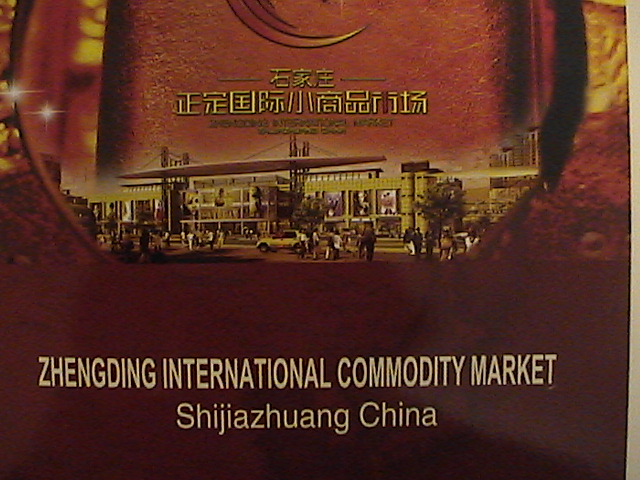 石家庄
正定国际小商品市场
ZHENGDING INTERNATIONAL COMMODITY MARKET
Shijiazhuang China